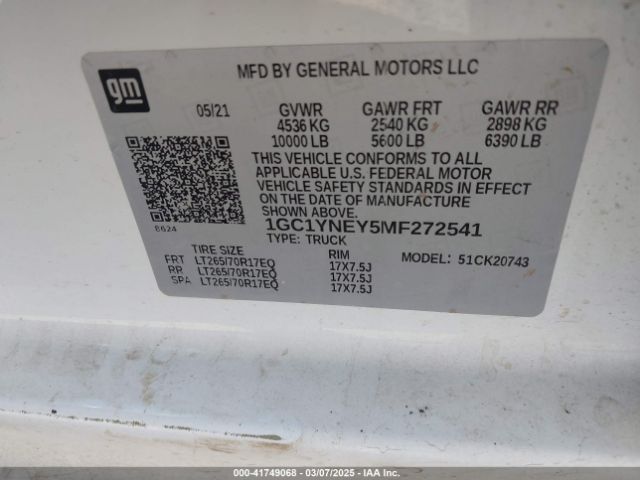 gm
MFD BY GENERAL MOTORS LLC
05/21 GVWR GAWR FRT GAWR RR
4536 KG 2540 KG 2898 KG
10000 LB 5600 LB 6390 LB
THIS VEHICLE CONFORMS TO ALL
APPLICABLE U.S. FEDERAL MOTOR
VEHICLE SAFETY STANDARDS IN EFFECT
ON THE DATE OF MANUFACTURE
SHOWN ABOVE.
8624
1GC1YNEY5MF272541
TYPE: TRUCK
TIRE SIZE RIM MODEL: 51CK20743
FRT LT265/70R17EQ 17X7.5J
RR LT265/70R17EQ 17X7.5J
SPA LT265/70R17EQ 17X7.5J
000-41749068 — 03/07/2025 — IAA Inc.